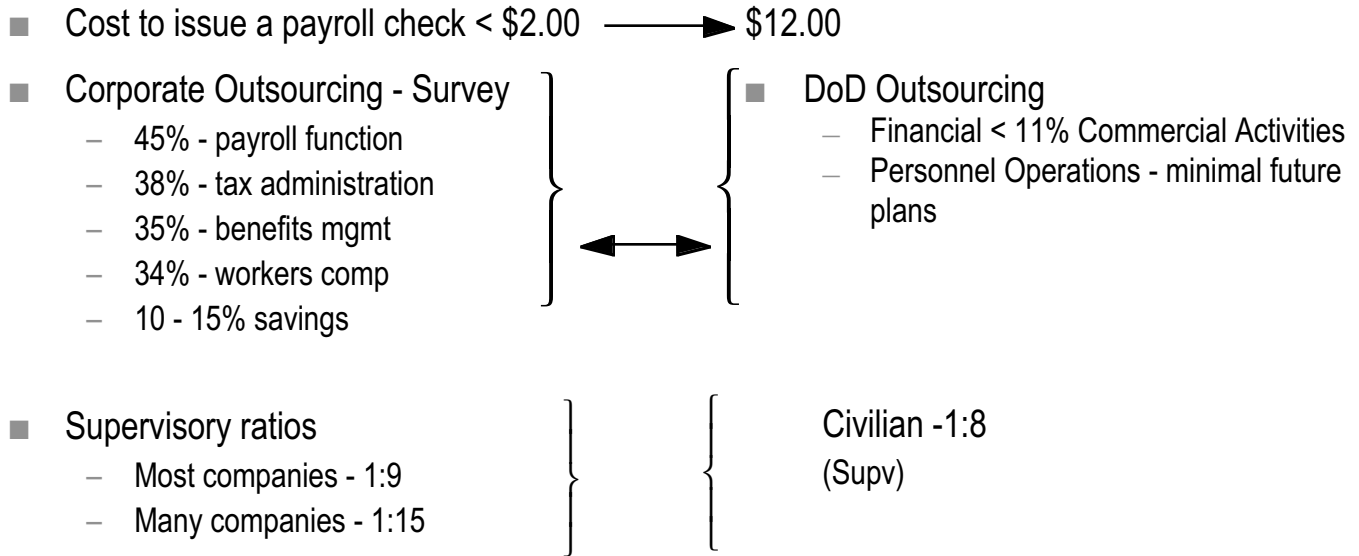 Cost to issue a payroll check < $2.00 $12.00
Corporate Outsourcing - Survey
– 45% - payroll function
– 38% - tax administration
– 35% - benefits mgmt
– 34% - workers comp
– 10 - 15% savings
DoD Outsourcing
– Financial < 11% Commercial Activities
– Personnel Operations - minimal future
plans
Supervisory ratios
– Most companies - 1:9
– Many companies - 1:15
Civilian -1:8
(Supv)